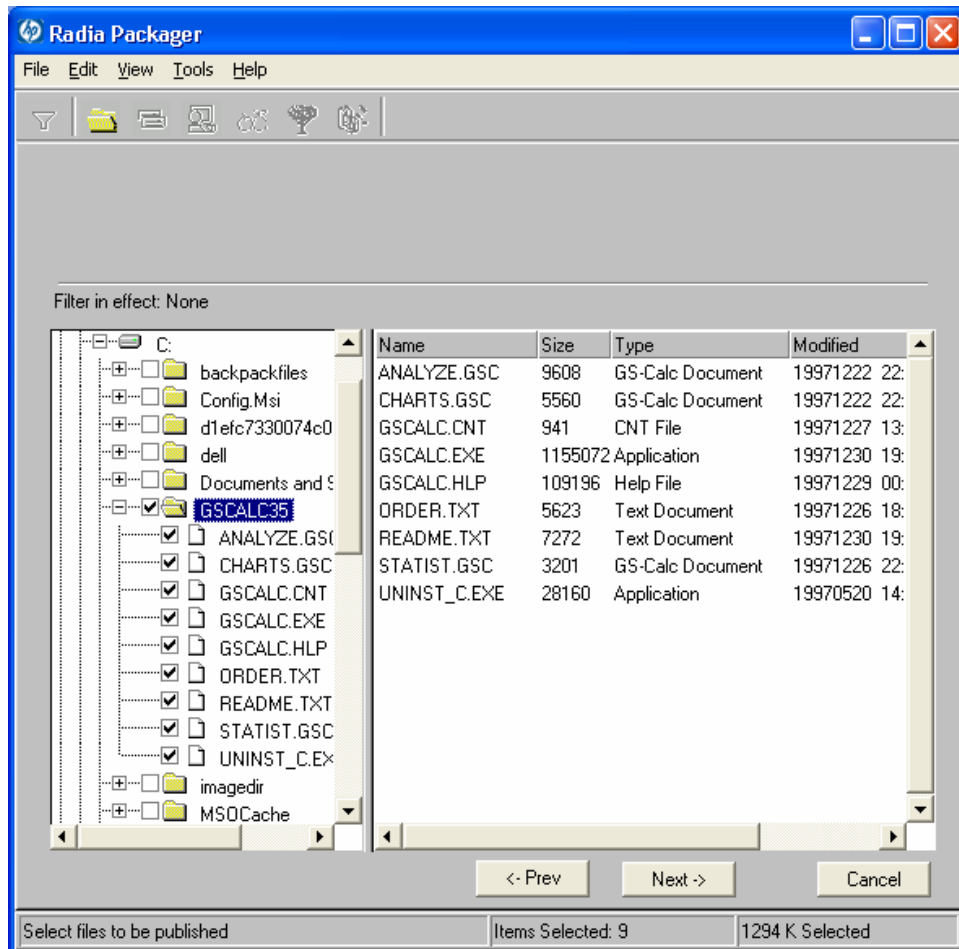 Radia Packager
File Edit View Tools Help
Filter in effect: None
C:
backpackfiles
Config.Msi
d1efc7330074c0
dell
Documents and S
GSCALC35
ANALYZE.GS(
CHARTS.GSC
GSCALC.CNT
GSCALC.EXE
GSCALC.HLP
ORDER.TXT
README.TXT
STATIST.GSC
UNINST_C.EX
imagedir
MSOCache
Name Size Type Modified
ANALYZE.GSC 9608 GS-Calc Document 19971222 22:
CHARTS.GSC 5560 GS-Calc Document 19971222 22:
GSCALC.CNT 941 CNT File 19971227 13:
GSCALC.EXE 1155072 Application 19971230 19:
GSCALC.HLP 109196 Help File 19971229 00:
ORDER.TXT 5623 Text Document 19971226 18:
README.TXT 7272 Text Document 19971230 19:
STATIST.GSC 3201 GS-Calc Document 19971226 22:
UNINST_C.EXE 28160 Application 19970520 14:
<- Prev Next -> Cancel
Select files to be published Items Selected: 9 1294 K Selected